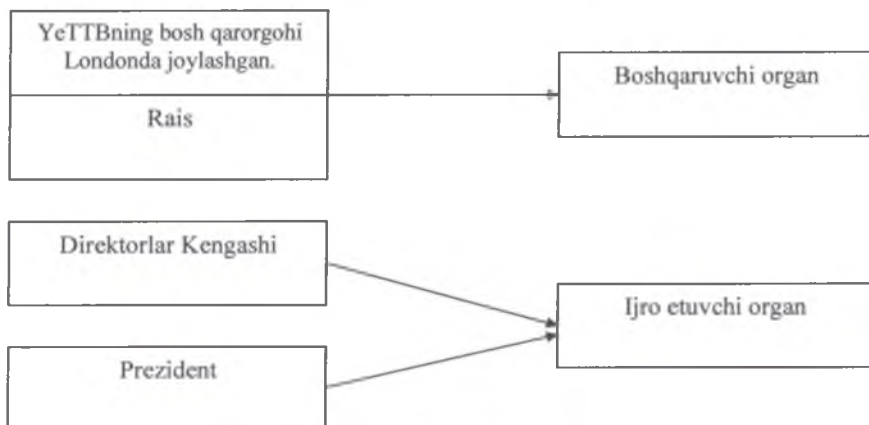 YeTTBning bosh qarorgohi
Londonda joylashgan.
Rais
Boshqaruvchi organ
Direktorlar Kengashi
Prezident
Ijro etuvchi organ